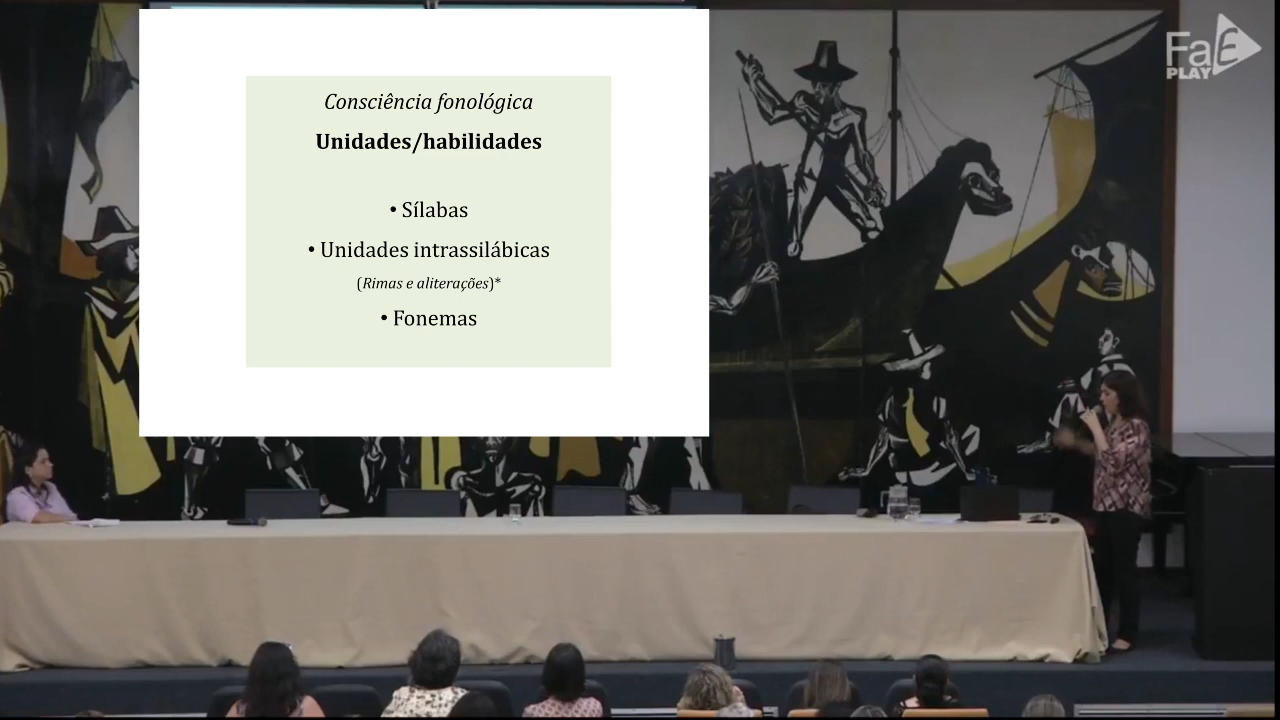 Consciência fonológica
Unidades/habilidades
• Sílabas
• Unidades intrassilábicas
(Rimas e aliterações)*
• Fonemas
FaE
PLAY